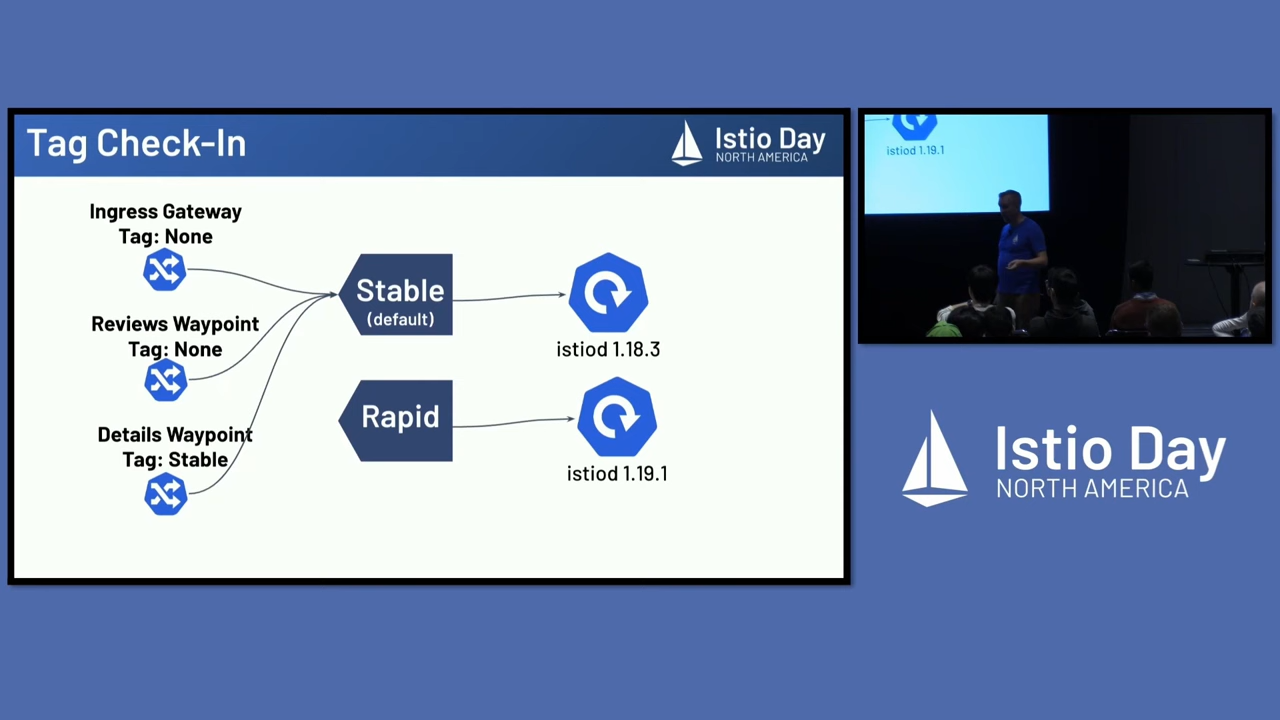 Tag Check-In
Istio Day
NORTH AMERICA
Ingress Gateway
Tag: None
Reviews Waypoint
Tag: None
Details Waypoint
Tag: Stable
Stable
(default)
Rapid
istiod 1.18.3
istiod 1.19.1
istiod 1.19.1
Istio Day
NORTH AMERICA